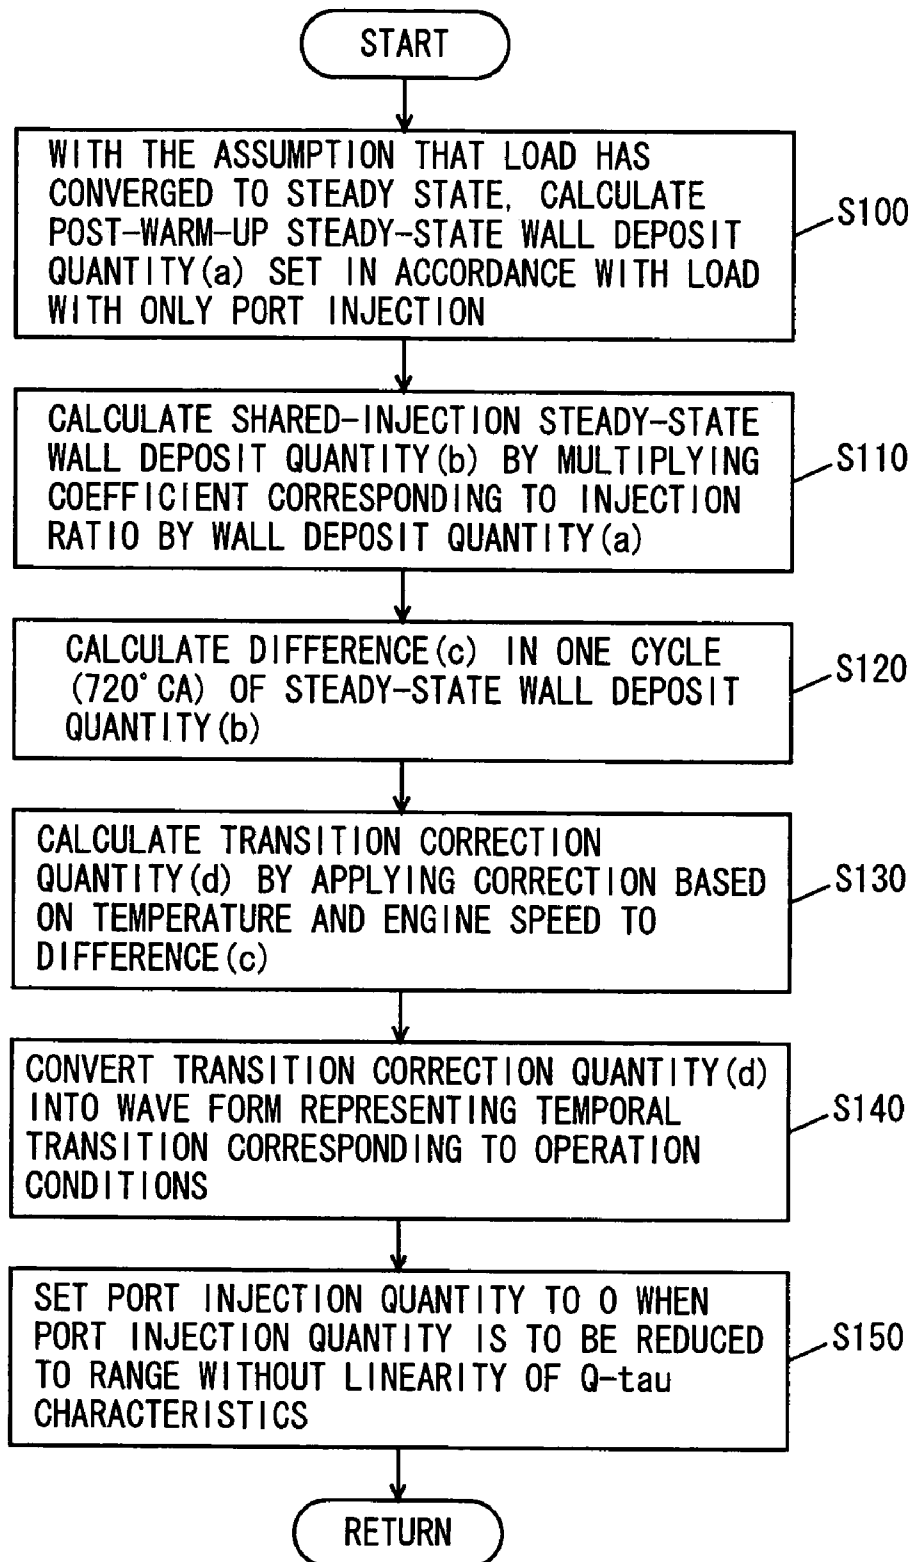 START
WITH THE ASSUMPTION THAT LOAD HAS
CONVERGED TO STEADY STATE, CALCULATE
POST-WARM-UP STEADY-STATE WALL DEPOSIT
QUANTITY(a) SET IN ACCORDANCE WITH LOAD
WITH ONLY PORT INJECTION
S100
CALCULATE SHARED-INJECTION STEADY-STATE
WALL DEPOSIT QUANTITY(b) BY MULTIPLYING
COEFFICIENT CORRESPONDING TO INJECTION
RATIO BY WALL DEPOSIT QUANTITY(a)
S110
CALCULATE DIFFERENCE(c) IN ONE CYCLE
(720°CA) OF STEADY-STATE WALL DEPOSIT
QUANTITY(b)
S120
CALCULATE TRANSITION CORRECTION
QUANTITY(d) BY APPLYING CORRECTION BASED
ON TEMPERATURE AND ENGINE SPEED TO
DIFFERENCE(c)
S130
CONVERT TRANSITION CORRECTION QUANTITY(d)
INTO WAVE FORM REPRESENTING TEMPORAL
TRANSITION CORRESPONDING TO OPERATION
CONDITIONS
S140
SET PORT INJECTION QUANTITY TO 0 WHEN
PORT INJECTION QUANTITY IS TO BE REDUCED
TO RANGE WITHOUT LINEARITY OF Q-tau
CHARACTERISTICS
S150
RETURN